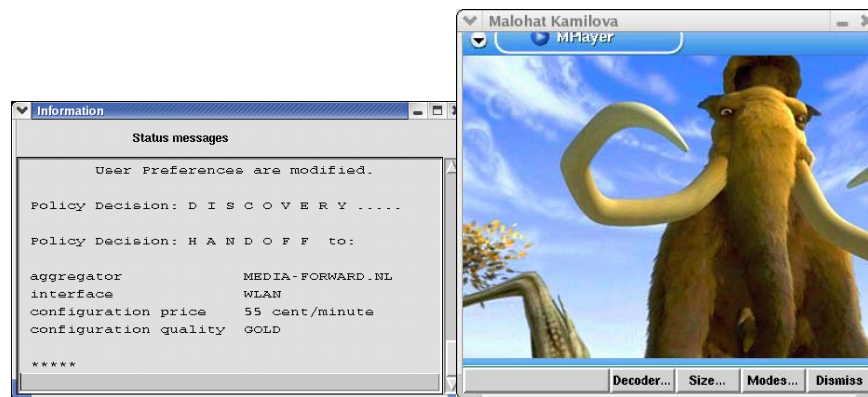 Information
Status messages
User Preferences are modified.
Policy Decision: D I S C O V E R Y .....
Policy Decision: H A N D O F F to:
aggregator MEDIA-FORWARD.NL
interface WLAN
configuration price 55 cent/minute
configuration quality GOLD
*****
Malohat Kamilova
MPlayer
Decoder... Size... Modes... Dismiss